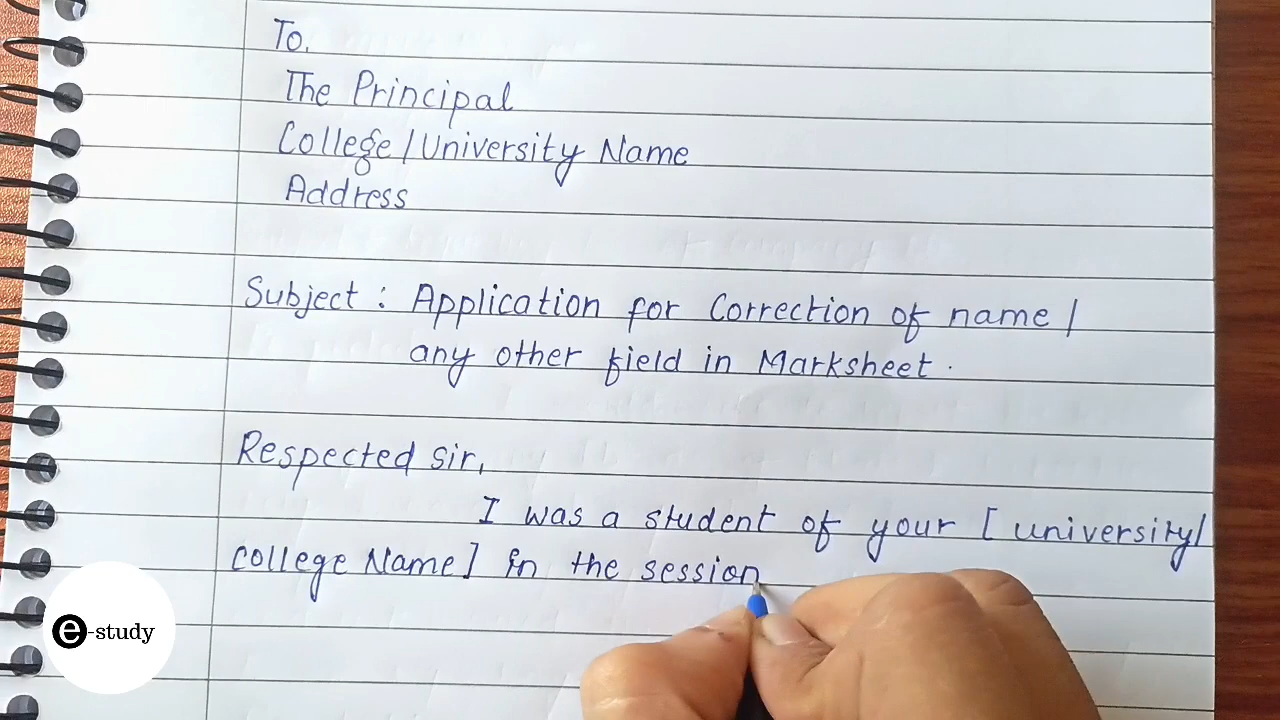 To,
The Principal
College/University Name
Address
Subject : Application for Correction of name/
any other field in Marksheet.
Respected sir,
I was a student of your [university/
college Name] in the session
e-study